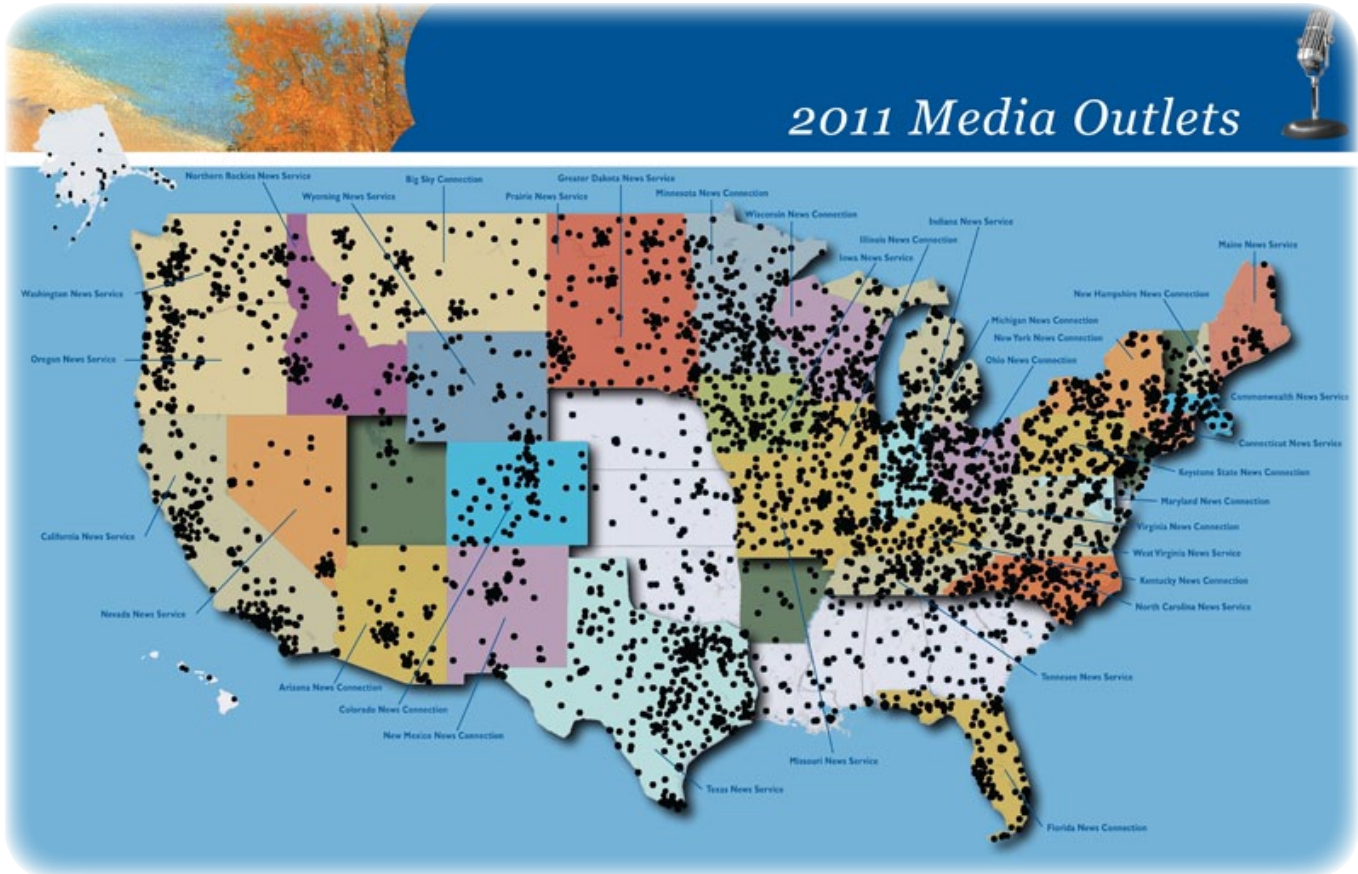 2011 Media Outlets
Northern Rockies News Service
Wyoming News Service
Big Sky Connection
Prairie News Service
Greater Dakota News Service
Minnesota News Connection
Wisconsin News Connection
Indiana News Service
Illinois News Connection
Iowa News Service
Maine News Service
Washington News Service
New Hampshire News Connection
Michigan News Connection
New York News Connection
Oregon News Service
Ohio News Connection
Commonwealth News Service
Connecticut News Service
Keystone State News Connection
Maryland News Connection
Virginia News Connection
California News Service
West Virginia News Service
Kentucky News Connection
Nevada News Service
North Carolina News Service
Arizona News Connection
Tennesee News Service
Colorado News Connection
New Mexico News Connection
Missouri News Service
Texas News Service
Florida News Connection